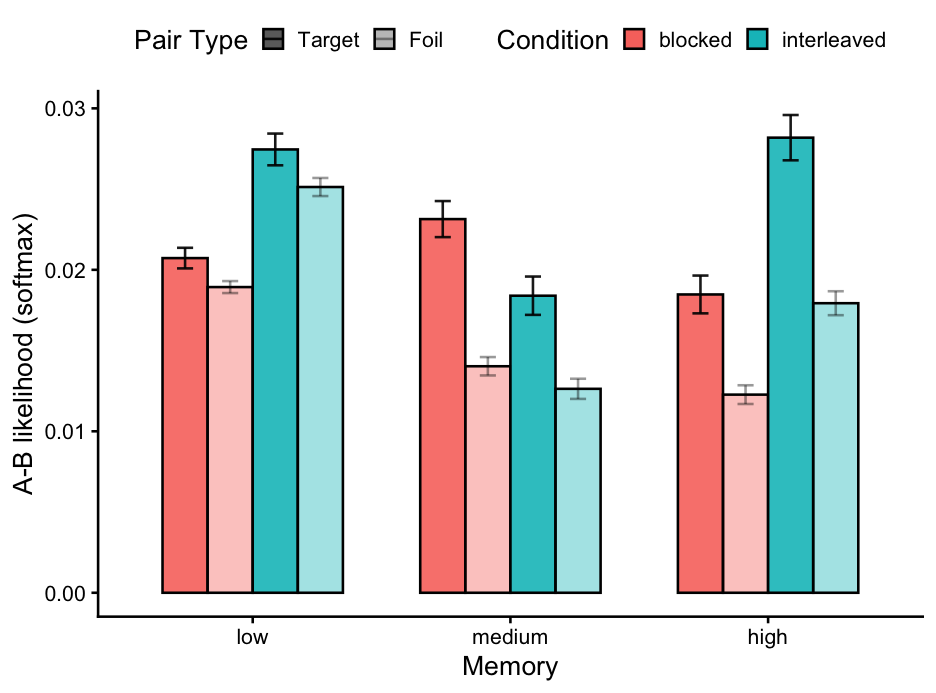 Pair Type Target Foil Condition blocked interleaved
A-B likelihood (softmax)
0.03
0.02
0.01
0.00
low medium high
Memory